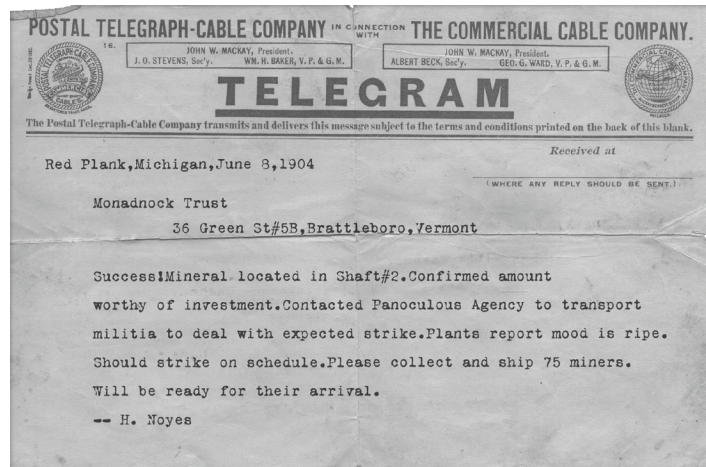 POSTAL TELEGRAPH-CABLE COMPANY IN CONNECTION WITH THE COMMERCIAL CABLE COMPANY.
16.
JOHN W. MACKAY, President.
J. O. STEVENS, Sec'y. WM. H. BAKER, V. P. & G. M.
JOHN W. MACKAY, President.
ALBERT BECK, Sec'y. GEO. G. WARD, V. P. & G. M.
TELEGRAM
The Postal Telegraph-Cable Company transmits and delivers this message subject to the terms and conditions printed on the back of this blank.
Received at
Red Plank,Michigan,June 8,1904
(WHERE ANY REPLY SHOULD BE SENT.)
Monadnock Trust
36 Green St#5B,Brattleboro,Vermont
Success!Mineral located in Shaft#2.Confirmed amount
worthy of investment.Contacted Panoculous Agency to transport
militia to deal with expected strike.Plants report mood is ripe.
Should strike on schedule.Please collect and ship 75 miners.
Will be ready for their arrival.
-- H. Noyes